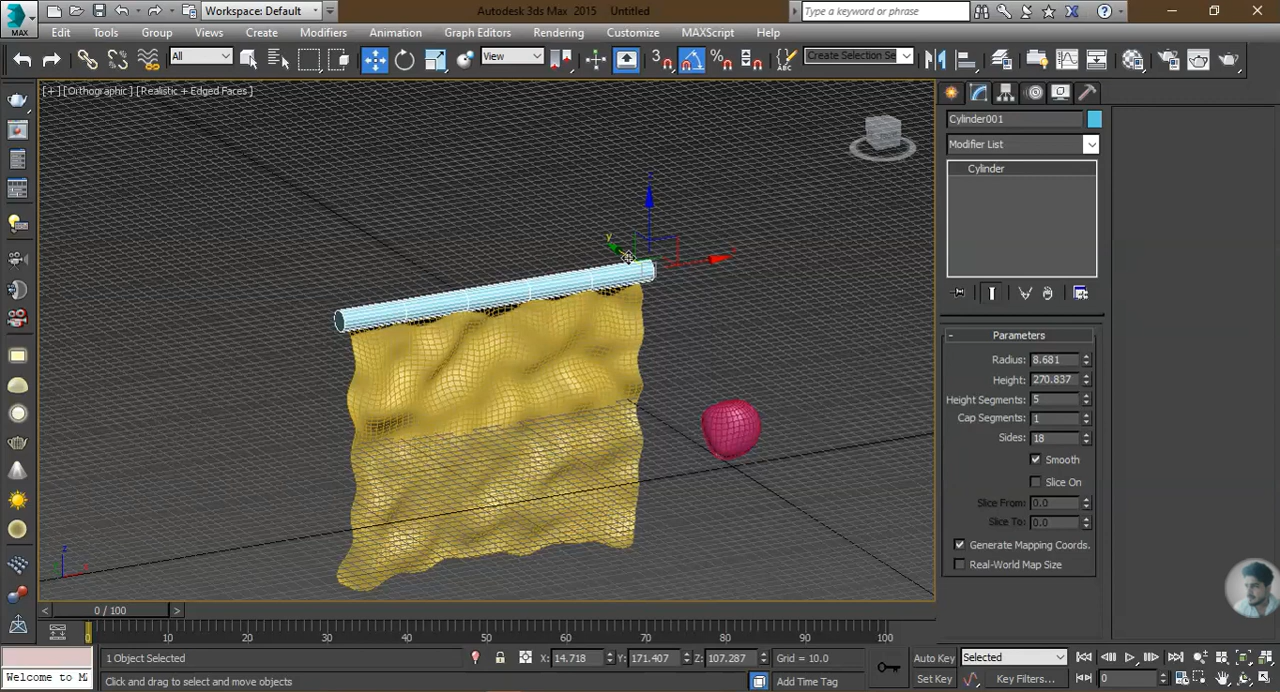 Workspace: Default
Autodesk 3ds Max 2015 Untitled
Type a keyword or phrase
MAX
Edit Tools Group Views Create Modifiers Animation Graph Editors Rendering Customize MAXScript Help
All
View
3
Create Selection Se
[+] [Orthographic] [Realistic + Edged Faces]
Cylinder001
Modifier List
Cylinder
Parameters
Radius: 8.681
Height: 270.837
Height Segments: 5
Cap Segments: 1
Sides: 18
Smooth
Slice On
Slice From: 0.0
Slice To: 0.0
Generate Mapping Coords.
Real-World Map Size
y
z
x
0 / 100
0 10 20 30 40 50 60 70 80 90 100
1 Object Selected
X: 14.718 Y: 171.407 Z: 107.287
Grid = 10.0
Auto Key
Selected
Welcome to M
Click and drag to select and move objects
Add Time Tag
Set Key
Key Filters...
0